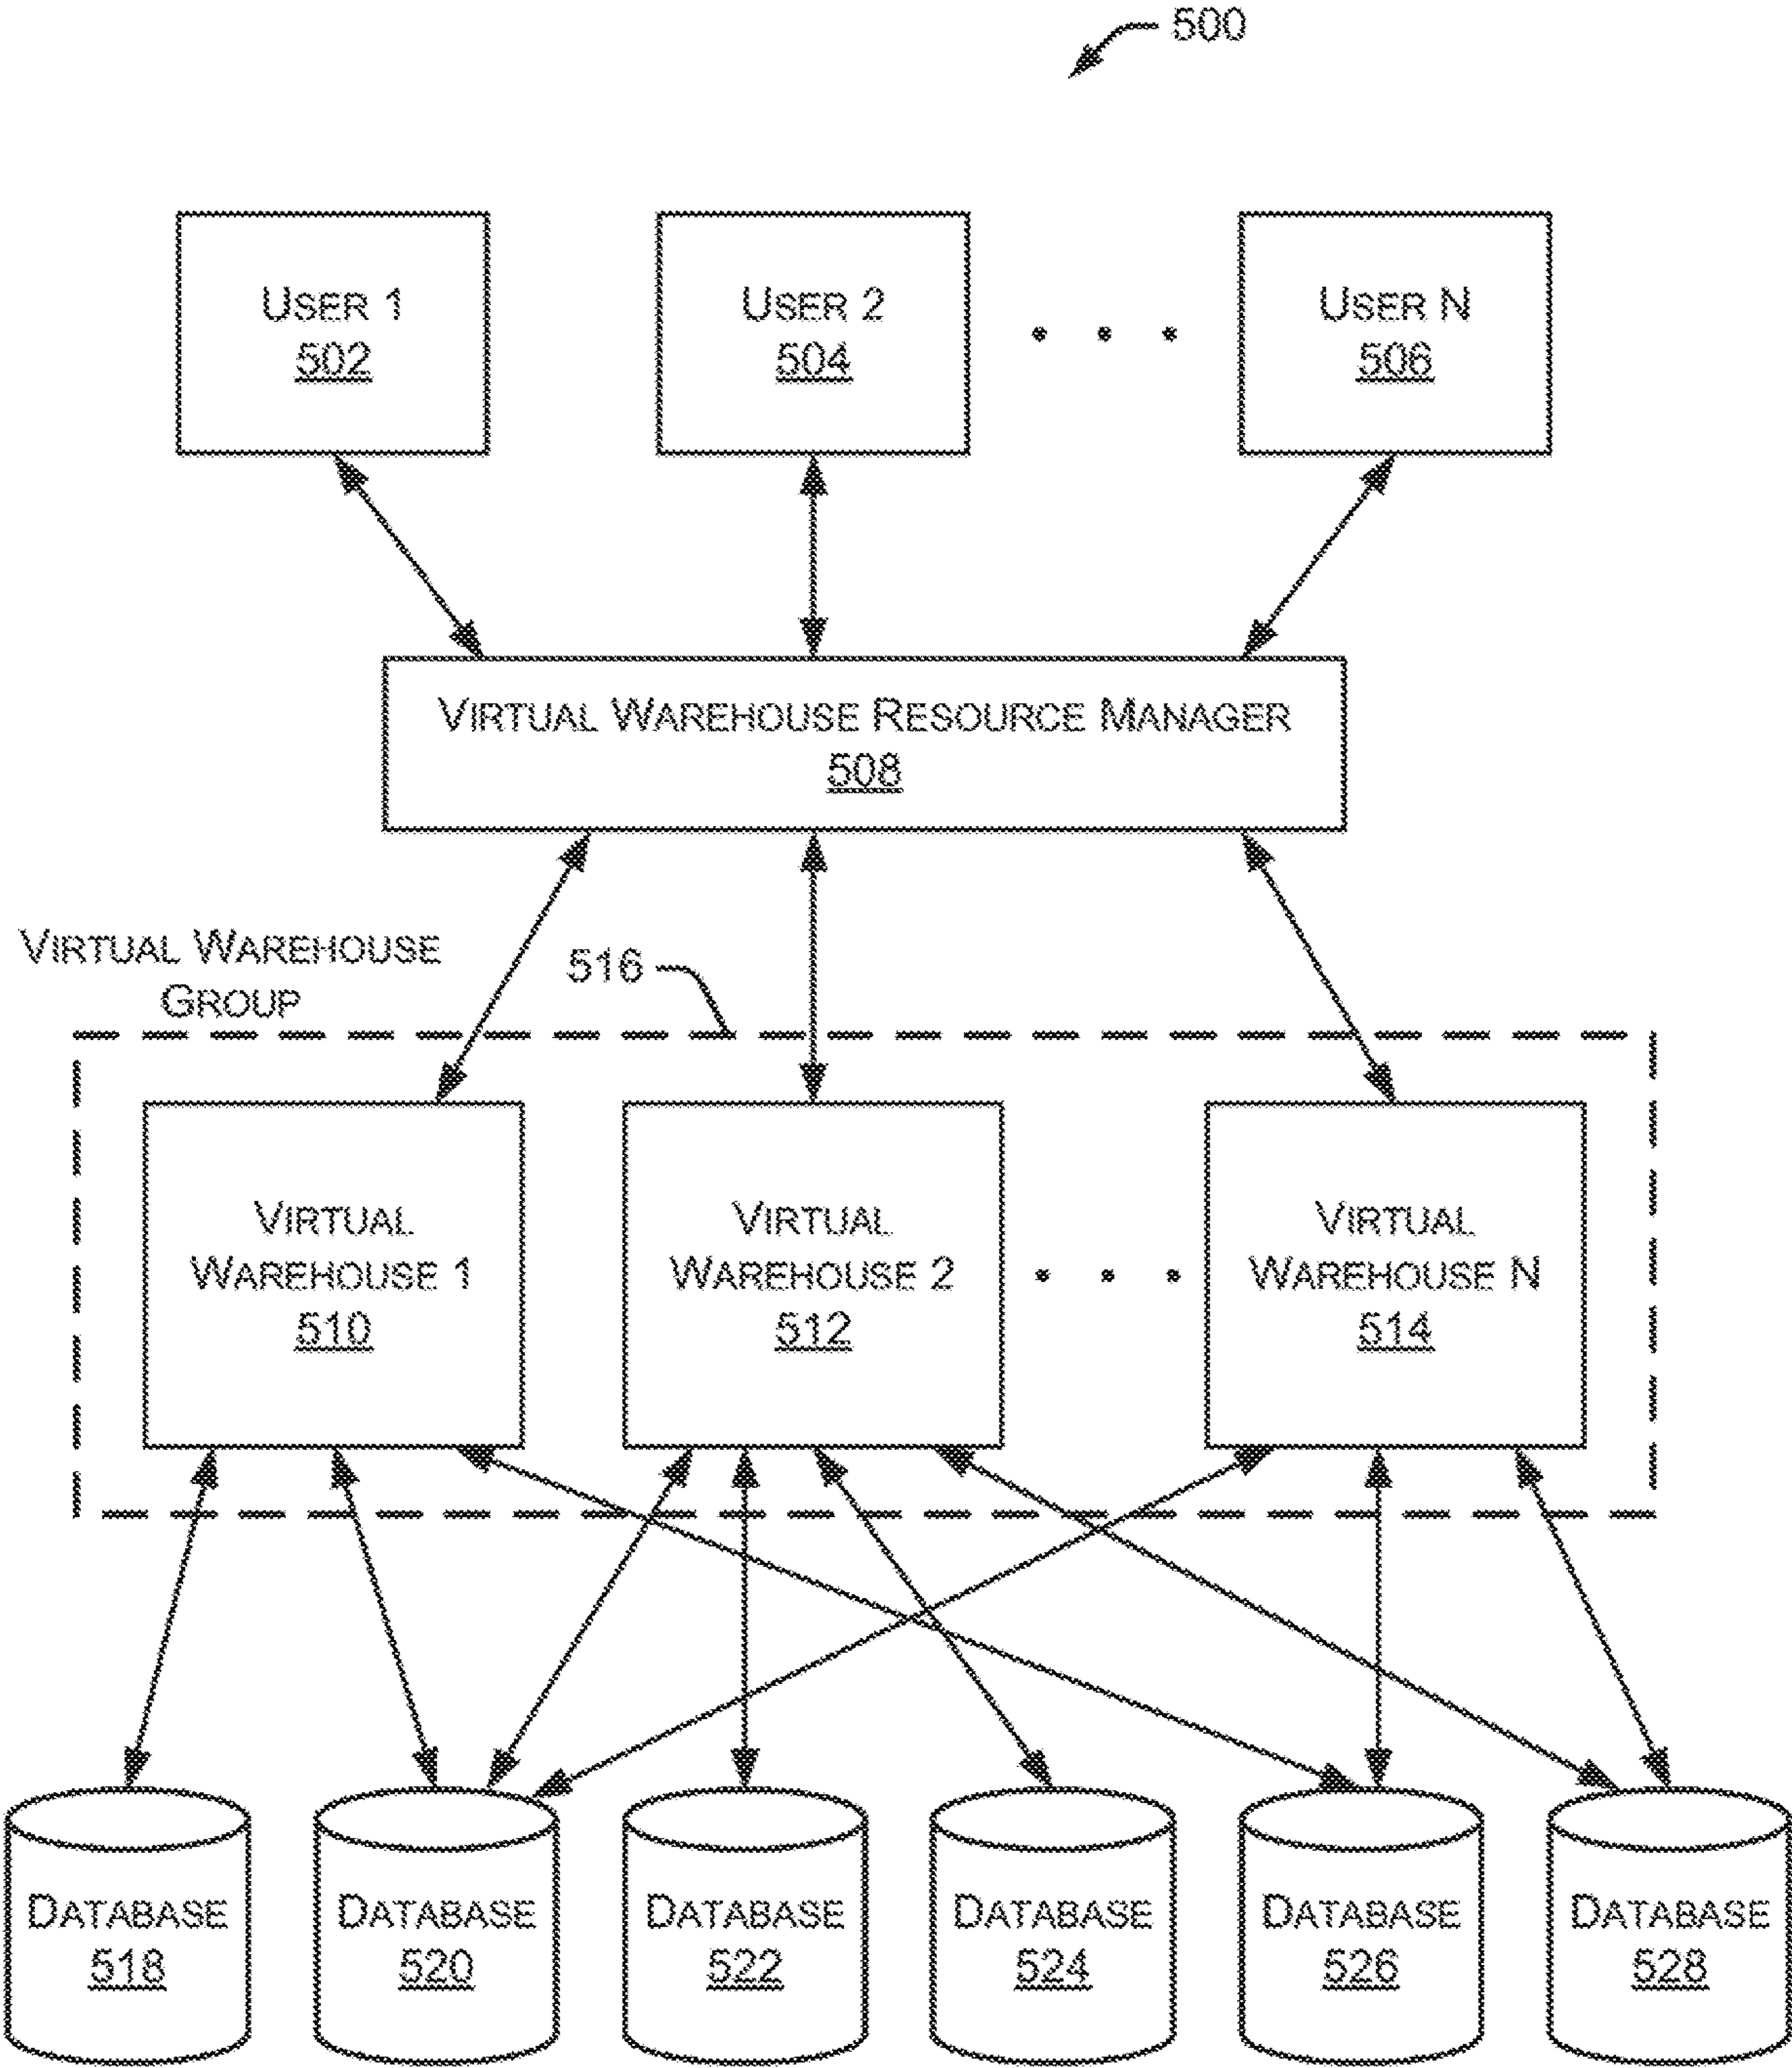 500
USER 1
502
USER 2
504
USER N
506
VIRTUAL WAREHOUSE RESOURCE MANAGER
508
VIRTUAL WAREHOUSE
GROUP
516
VIRTUAL
WAREHOUSE 1
510
VIRTUAL
WAREHOUSE 2
512
VIRTUAL
WAREHOUSE N
514
DATABASE
518
DATABASE
520
DATABASE
522
DATABASE
524
DATABASE
526
DATABASE
528